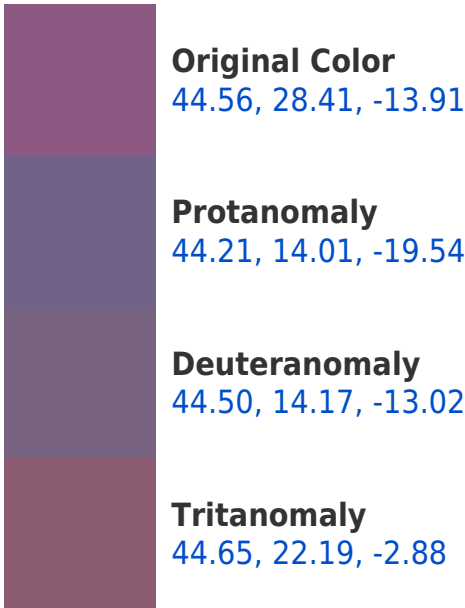 Original Color
44.56, 28.41, -13.91
Protanomaly
44.21, 14.01, -19.54
Deuteranomaly
44.50, 14.17, -13.02
Tritanomaly
44.65, 22.19, -2.88